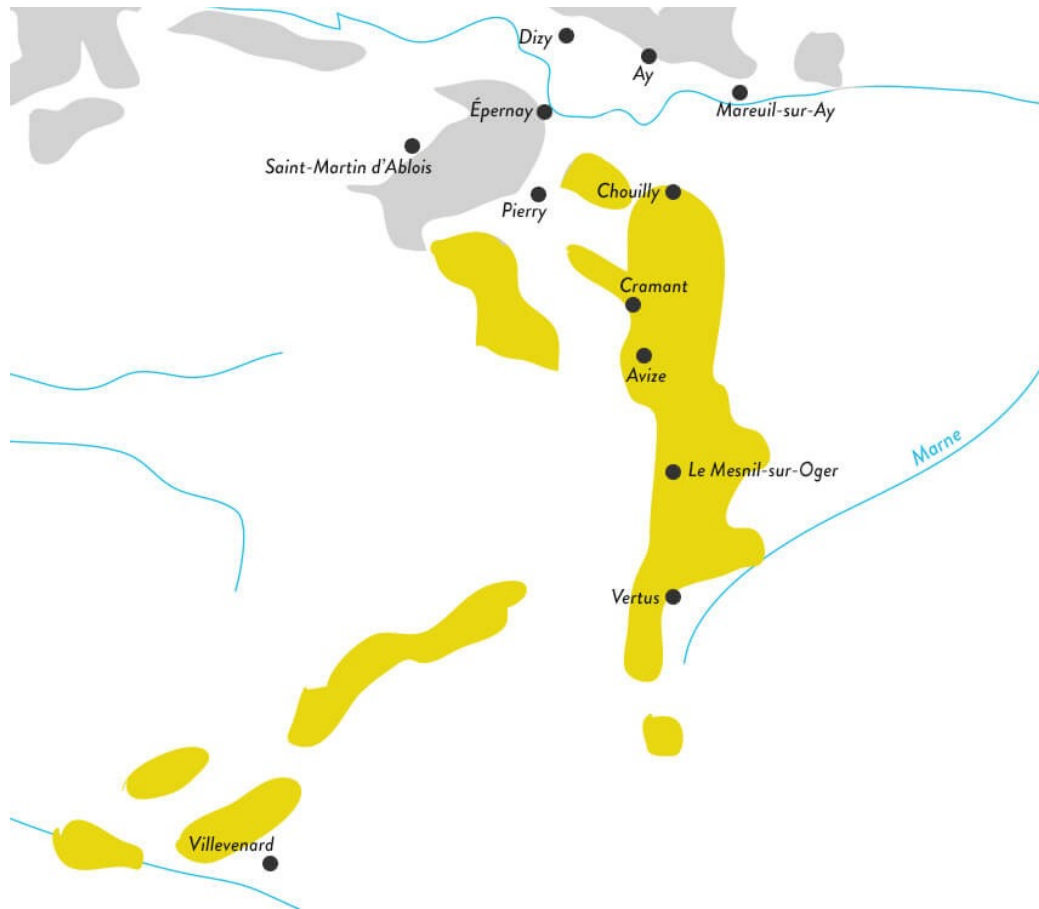 Dizy
Ay
Mareuil-sur-Ay
Épernay
Saint-Martin d'Ablois
Pierry
Chouilly
Cramant
Avize
Marne
Le Mesnil-sur-Oger
Vertus
Villevenard